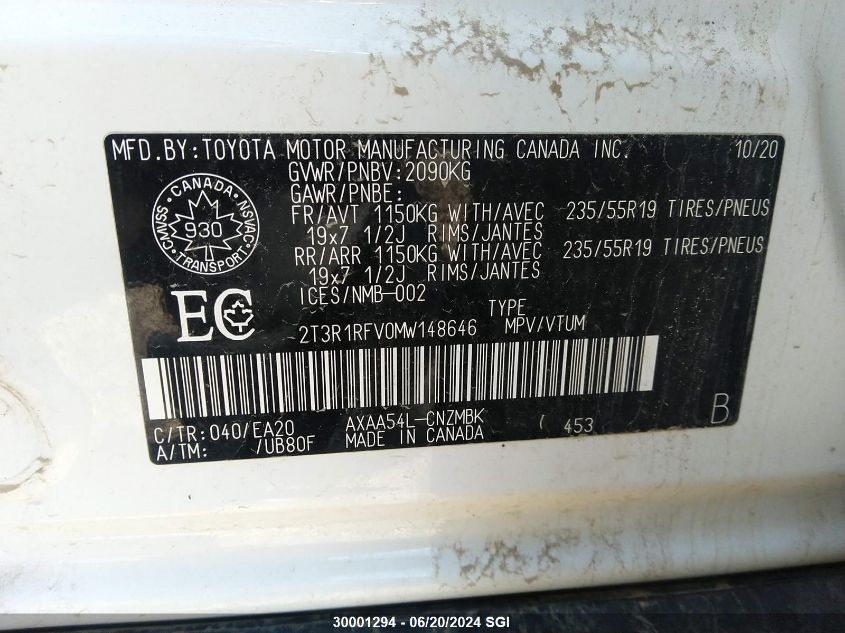 MFD.BY:TOYOTA MOTOR MANUFACTURING CANADA INC. 10/20
GVWR/PNBV:2090KG
GAWR/PNBE:
FR/AVT 1150KG WITH/AVEC 235/55R19 TIRES/PNEUS
19x7 1/2J RIMS/JANTES
RR/ARR 1150KG WITH/AVEC 235/55R19 TIRES/PNEUS
19x7 1/2J RIMS/JANTES
ICES/NMB-002
CANADA
CMVSS 930 NSVAC
TRANSPORT
EC
TYPE
2T3R1RFV0MW148646 MPV/VTUM
C/TR: 040/EA20 AXAA54L-CNZMBK ( 453 B
A/TM: /UB80F MADE IN CANADA
30001294 - 06/20/2024 SGI